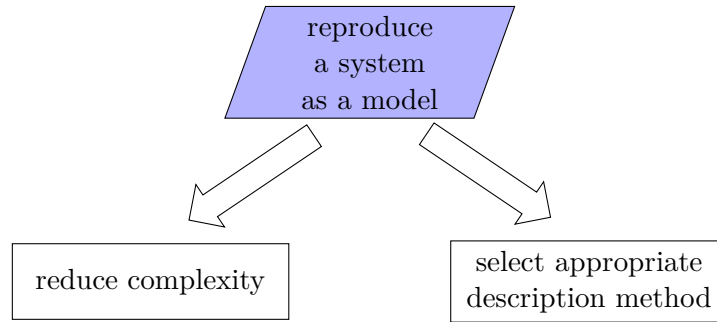 reproduce
a system
as a model
reduce complexity
select appropriate
description method